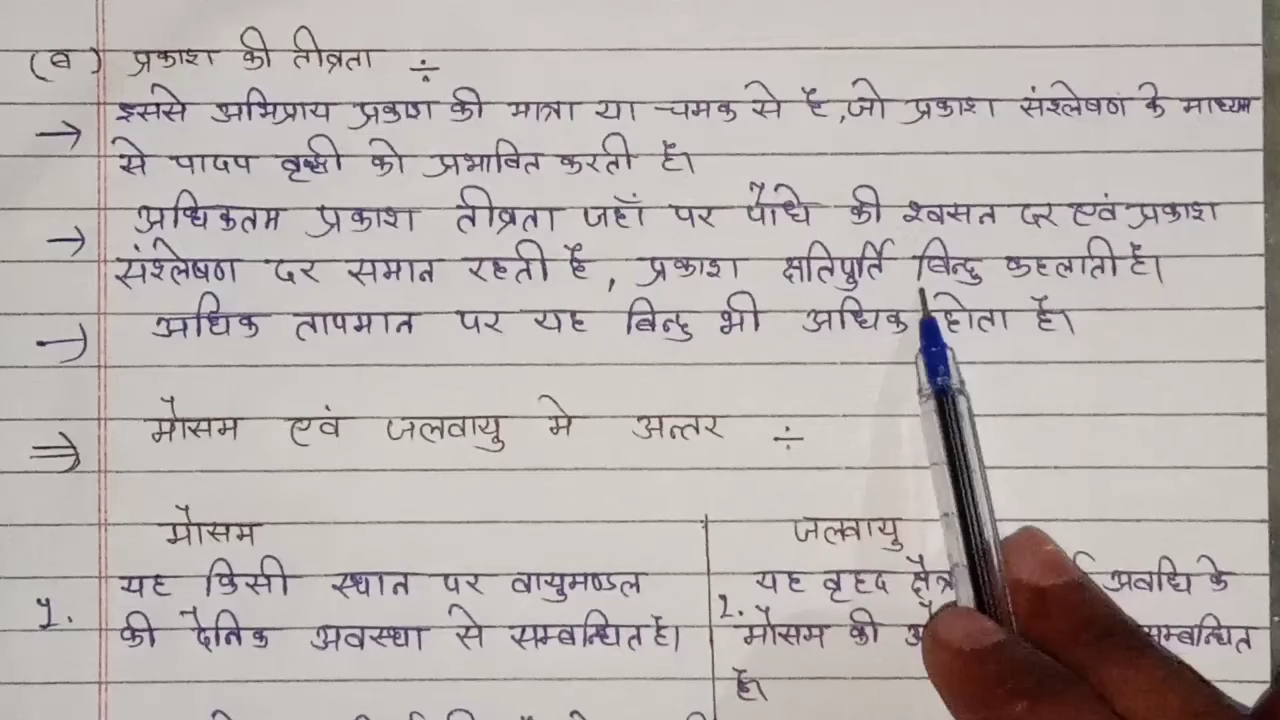 (ब) प्रकाश की तीव्रता ÷
→ इससे अभिप्राय प्रकाश की मात्रा या चमक से है, जो प्रकाश संश्लेषण के माध्यम
से पादप वृद्धी को प्रभावित करती है।
→ अधिकतम प्रकाश तीव्रता जहाँ पर पौधे की श्वसन दर एवं प्रकाश
संश्लेषण दर समान रहती है, प्रकाश क्षतिपुर्ति बिन्दु कहलाती है।
→ अधिक तापमान पर यह बिन्दु भी अधिक होता है।
⇒ मौसम एवं जलवायु मे अन्तर ÷
मौसम
1. यह किसी स्थान पर वायुमण्डल
की दैनिक अवस्था से सम्बन्धित है।
जलवायु
1. यह वृहद क्षेत्र अवधि के
मौसम की सम्बन्धित
है।